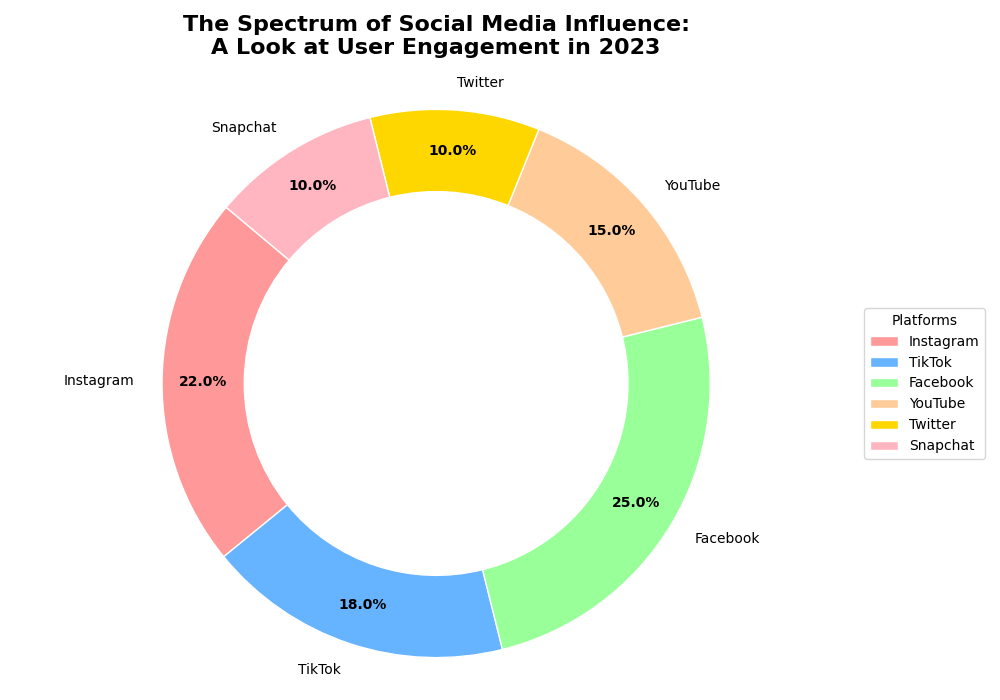 The Spectrum of Social Media Influence:
A Look at User Engagement in 2023
Twitter
Snapchat
10.0%
10.0%
YouTube
15.0%
Instagram
22.0%
25.0%
Facebook
18.0%
TikTok
Platforms
Instagram
TikTok
Facebook
YouTube
Twitter
Snapchat